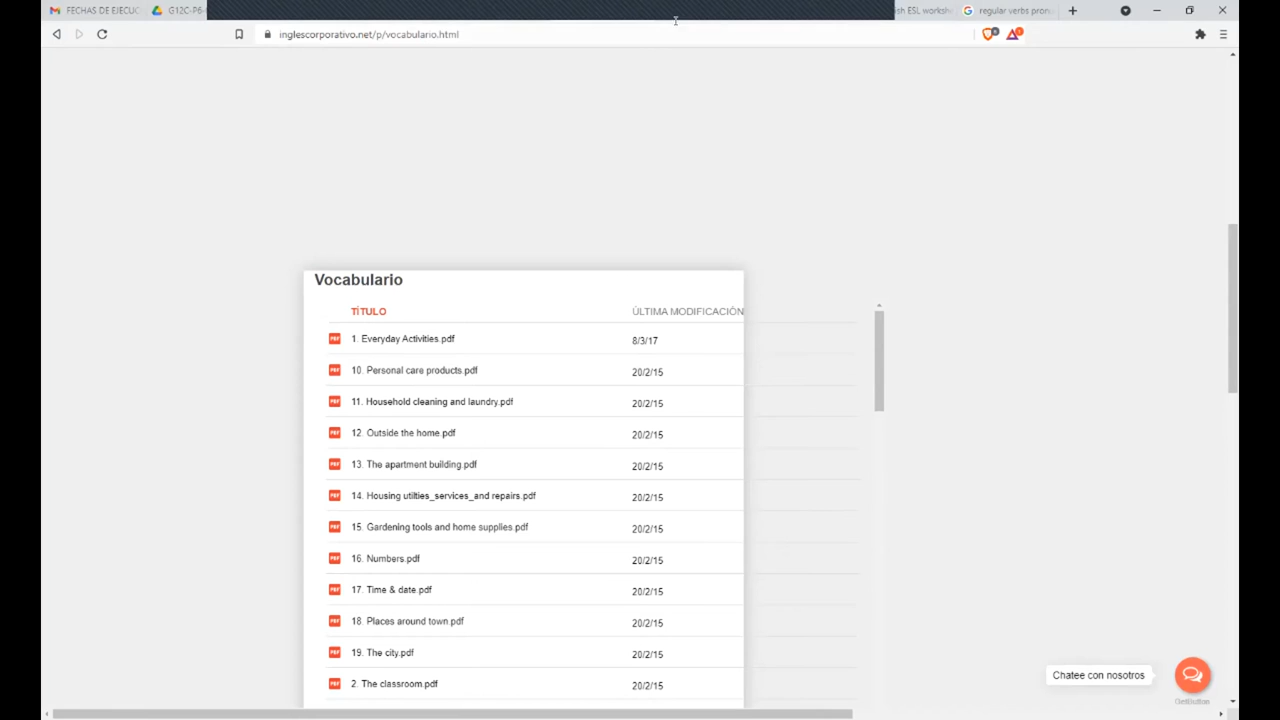 FECHAS DE EJECUC
G12C-P6-
sh ESL worksh
regular verbs pron
inglescorporativo.net/p/vocabulario.html
Vocabulario
TÍTULO ÚLTIMA MODIFICACIÓN
1. Everyday Activities.pdf 8/3/17
10. Personal care products.pdf 20/2/15
11. Household cleaning and laundry.pdf 20/2/15
12. Outside the home.pdf 20/2/15
13. The apartment building.pdf 20/2/15
14. Housing utilties_services_and repairs.pdf 20/2/15
15. Gardening tools and home supplies.pdf 20/2/15
16. Numbers.pdf 20/2/15
17. Time & date.pdf 20/2/15
18. Places around town.pdf 20/2/15
19. The city.pdf 20/2/15
2. The classroom.pdf 20/2/15
Chatee con nosotros
GetButton